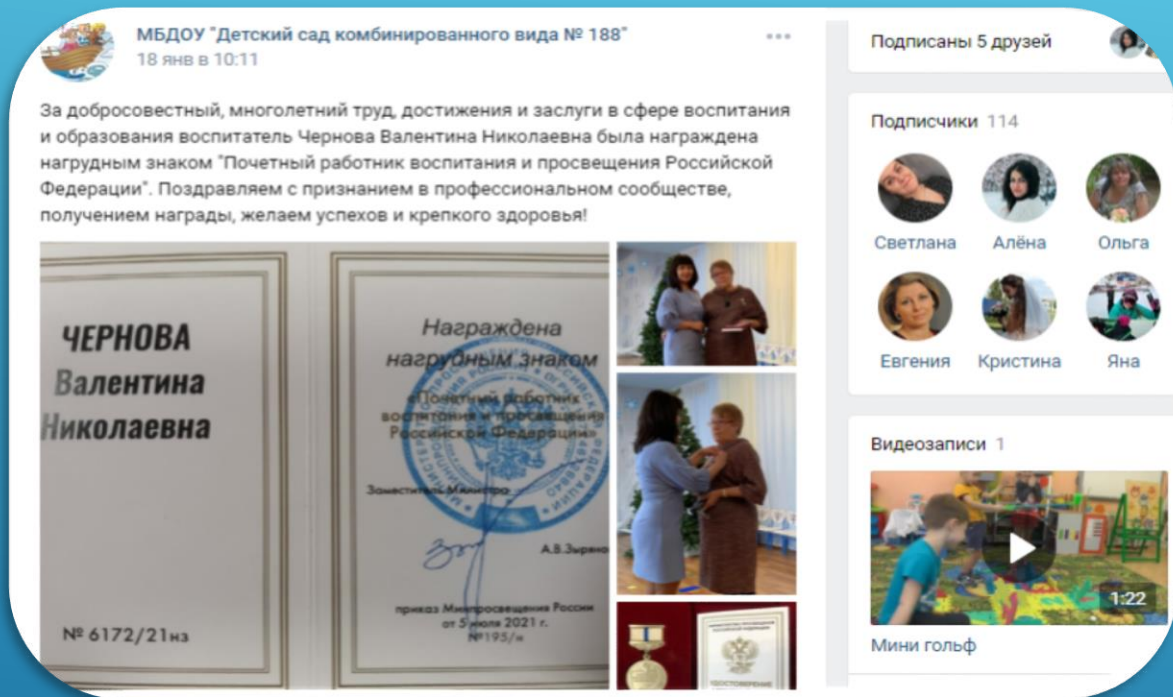 МБДОУ "Детский сад комбинированного вида № 188"
18 янв в 10:11
За добросовестный, многолетний труд, достижения и заслуги в сфере воспитания
и образования воспитатель Чернова Валентина Николаевна была награждена
нагрудным знаком "Почетный работник воспитания и просвещения Российской
Федерации". Поздравляем с признанием в профессиональном сообществе,
получением награды, желаем успехов и крепкого здоровья!
ЧЕРНОВА
Валентина
Николаевна
№ 6172/21нз
Награждена
нагрудным знаком
«Почетный работник
воспитания и просвещения
Российской Федерации»
Заместитель Министра
А.В.Зыряно
приказ Минпросвещения России
от 5 июля 2021 г.
№195/н
УДОСТОВЕРЕНИЕ
Подписаны 5 друзей
Подписчики 114
Светлана Алёна Ольга
Евгения Кристина Яна
Видеозаписи 1
1:22
Мини гольф